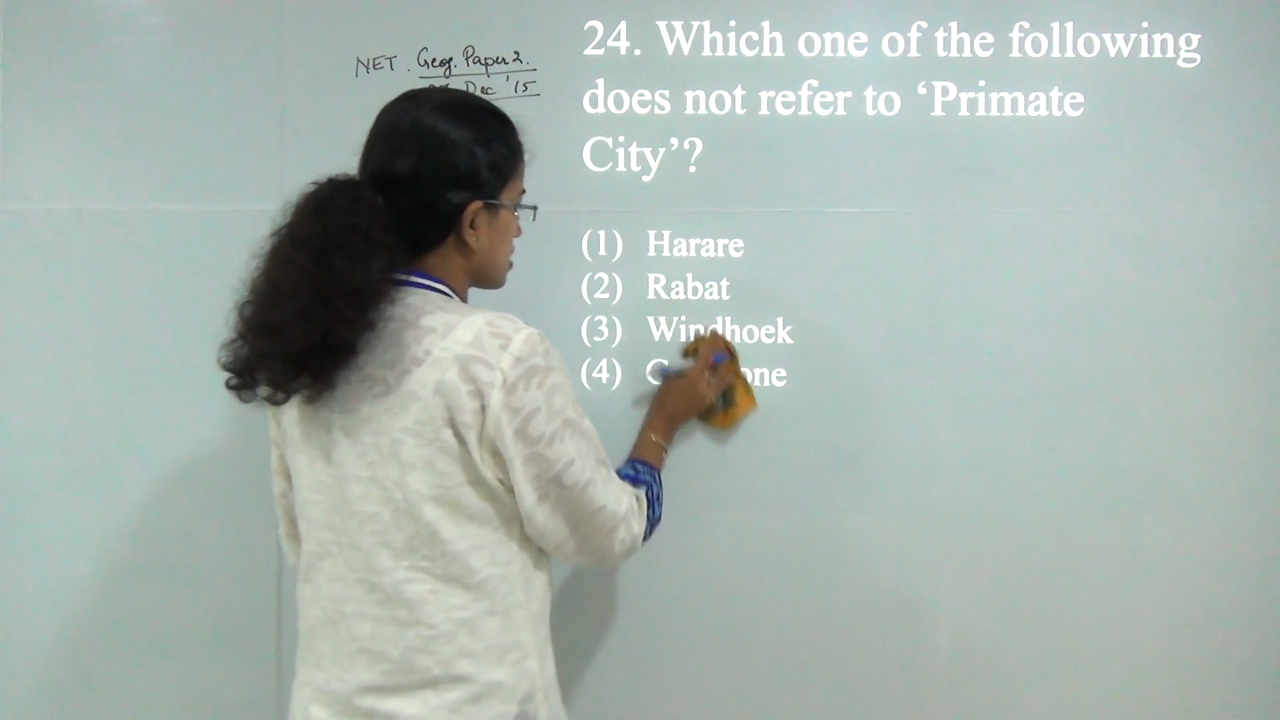 NET. Geog. Paper 2.
Dec '15
24. Which one of the following
does not refer to ‘Primate
City’?
(1) Harare
(2) Rabat
(3) Windhoek
(4)